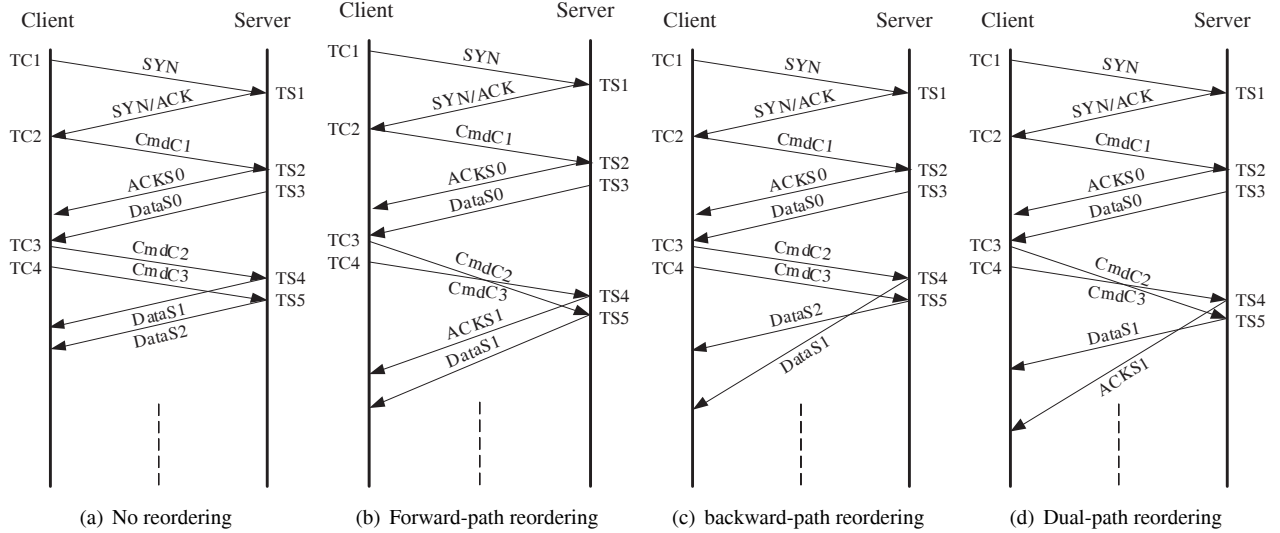 Client
Server
TC1
SYN
TS1
SYN/ACK
TC2
CmdC1
TS2
ACKS0
TS3
DataS0
TC3
CmdC2
TC4
CmdC3
TS4
TS5
DataS1
DataS2
(a) No reordering
Client
Server
TC1
SYN
TS1
SYN/ACK
TC2
CmdC1
TS2
ACKS0
TS3
DataS0
TC3
TC4
CmdC2
CmdC3
TS4
ACKS1
TS5
DataS1
(b) Forward-path reordering
Client
Server
TC1
SYN
TS1
SYN/ACK
TC2
CmdC1
TS2
ACKS0
TS3
DataS0
TC3
CmdC2
TC4
CmdC3
TS4
TS5
DataS2
DataS1
(c) backward-path reordering
Client
Server
TC1
SYN
TS1
SYN/ACK
TC2
CmdC1
TS2
ACKS0
TS3
DataS0
TC3
TC4
CmdC2
CmdC3
TS4
TS5
DataS1
ACKS1
(d) Dual-path reordering